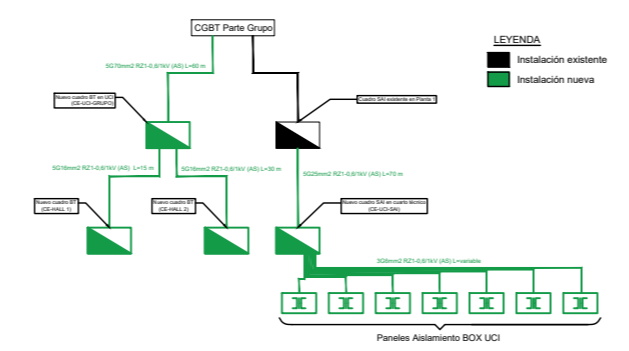 CGBT Parte Grupo
LEYENDA
Instalación existente
Instalación nueva
5G70mm2 RZ1-0,6/1kV (AS) L=60 m
Nuevo cuadro BT en UCI
(CE-UCI-GRUPO)
Cuadro SAI existente en Planta 1
5G16mm2 RZ1-0,6/1kV (AS) L=15 m
5G16mm2 RZ1-0,6/1kV (AS) L=30 m
5G25mm2 RZ1-0,6/1kV (AS) L=70 m
Nuevo cuadro BT
(CE-HALL 1)
Nuevo cuadro BT
(CE-HALL 2)
Nuevo cuadro SAI en cuarto técnico
(CE-UCI-SAI)
3G6mm2 RZ1-0,6/1kV (AS) L=variable
Paneles Aislamiento BOX UCI